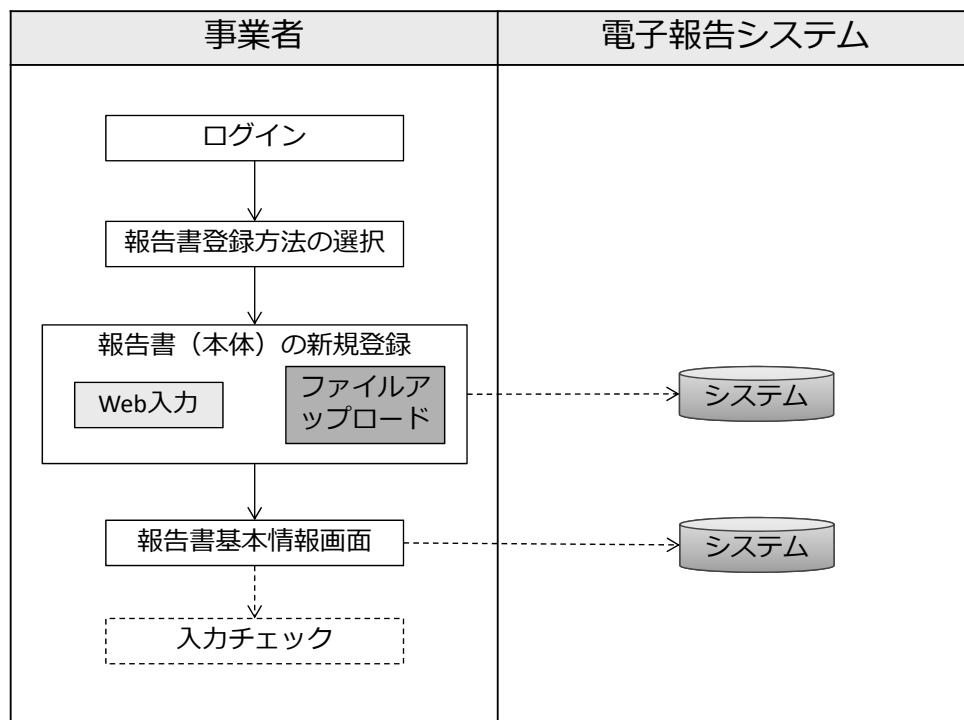 事業者
電子報告システム
ログイン
報告書登録方法の選択
報告書（本体）の新規登録
Web入力
ファイルア
ップロード
システム
報告書基本情報画面
システム
入力チェック